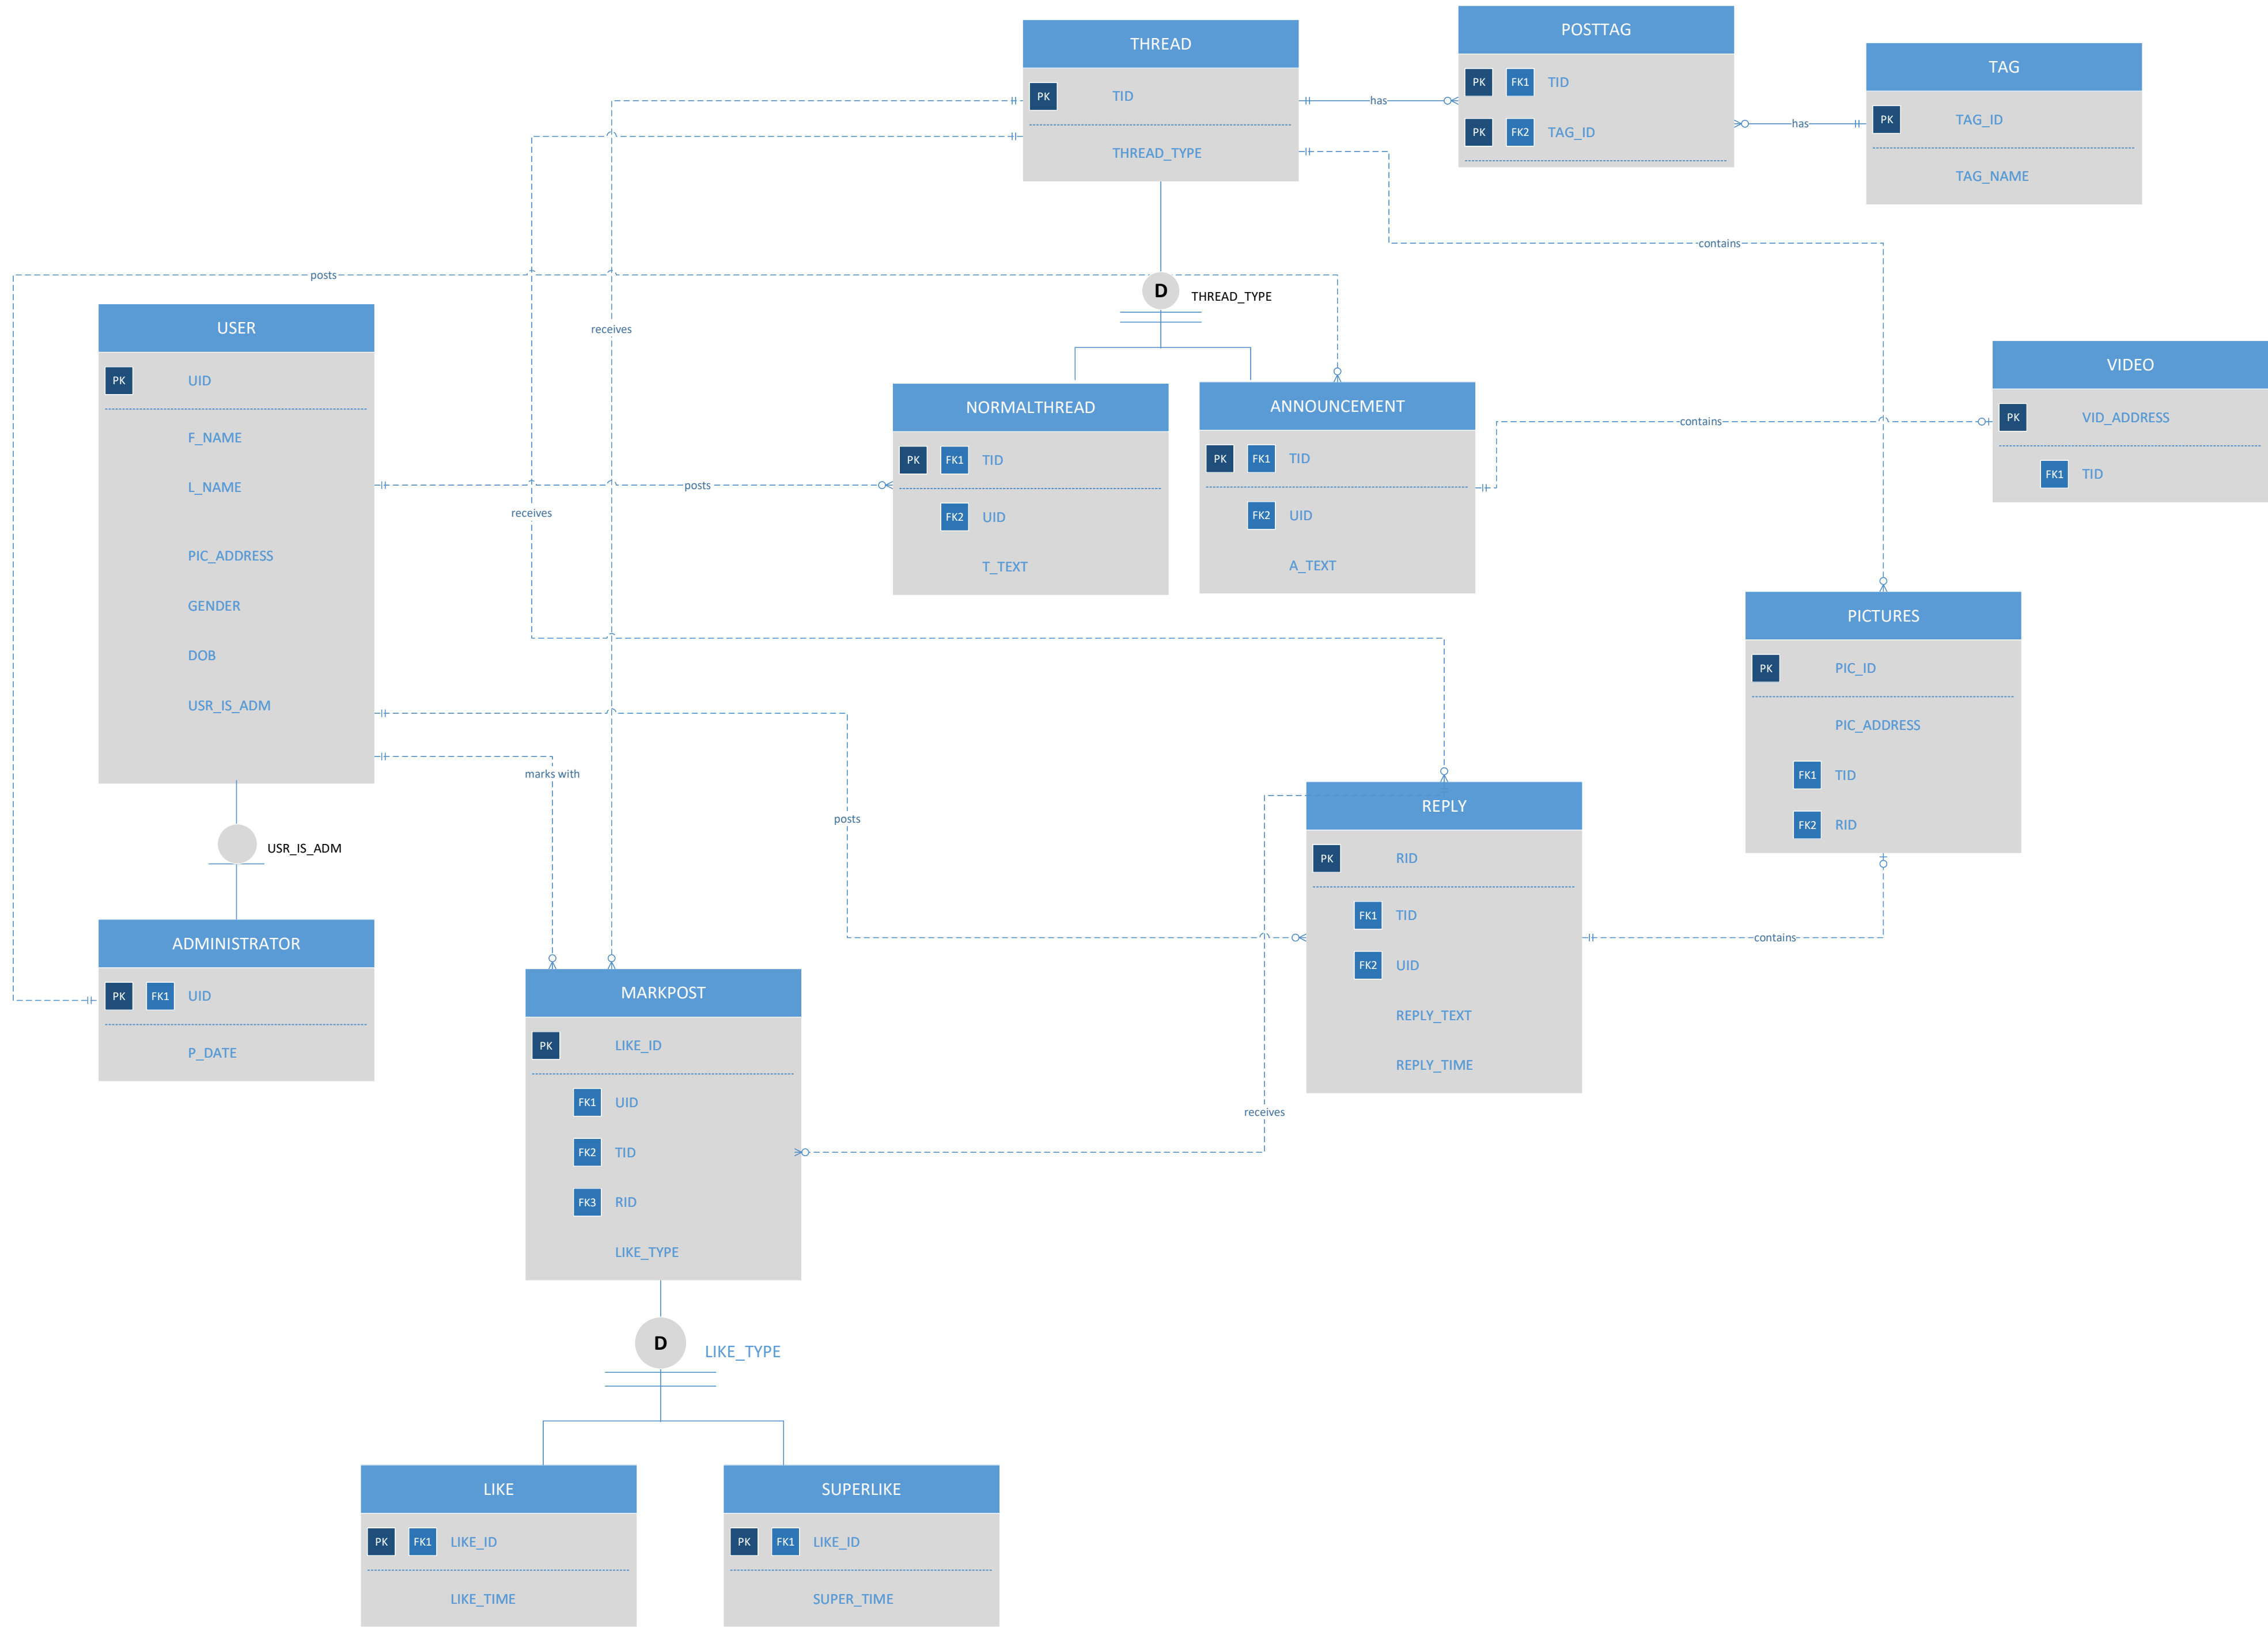 THREAD
PK TID
THREAD_TYPE
POSTTAG
PK FK1 TID
PK FK2 TAG_ID
TAG
PK TAG_ID
TAG_NAME
has
has
contains
posts
receives
receives
D THREAD_TYPE
USER
PK UID
F_NAME
L_NAME
PIC_ADDRESS
GENDER
DOB
USR_IS_ADM
posts
NORMALTHREAD
PK FK1 TID
FK2 UID
T_TEXT
ANNOUNCEMENT
PK FK1 TID
FK2 UID
A_TEXT
contains
VIDEO
PK VID_ADDRESS
FK1 TID
PICTURES
PK PIC_ID
PIC_ADDRESS
FK1 TID
FK2 RID
marks with
posts
USR_IS_ADM
ADMINISTRATOR
PK FK1 UID
P_DATE
REPLY
PK RID
FK1 TID
FK2 UID
REPLY_TEXT
REPLY_TIME
contains
receives
MARKPOST
PK LIKE_ID
FK1 UID
FK2 TID
FK3 RID
LIKE_TYPE
D LIKE_TYPE
LIKE
PK FK1 LIKE_ID
LIKE_TIME
SUPERLIKE
PK FK1 LIKE_ID
SUPER_TIME